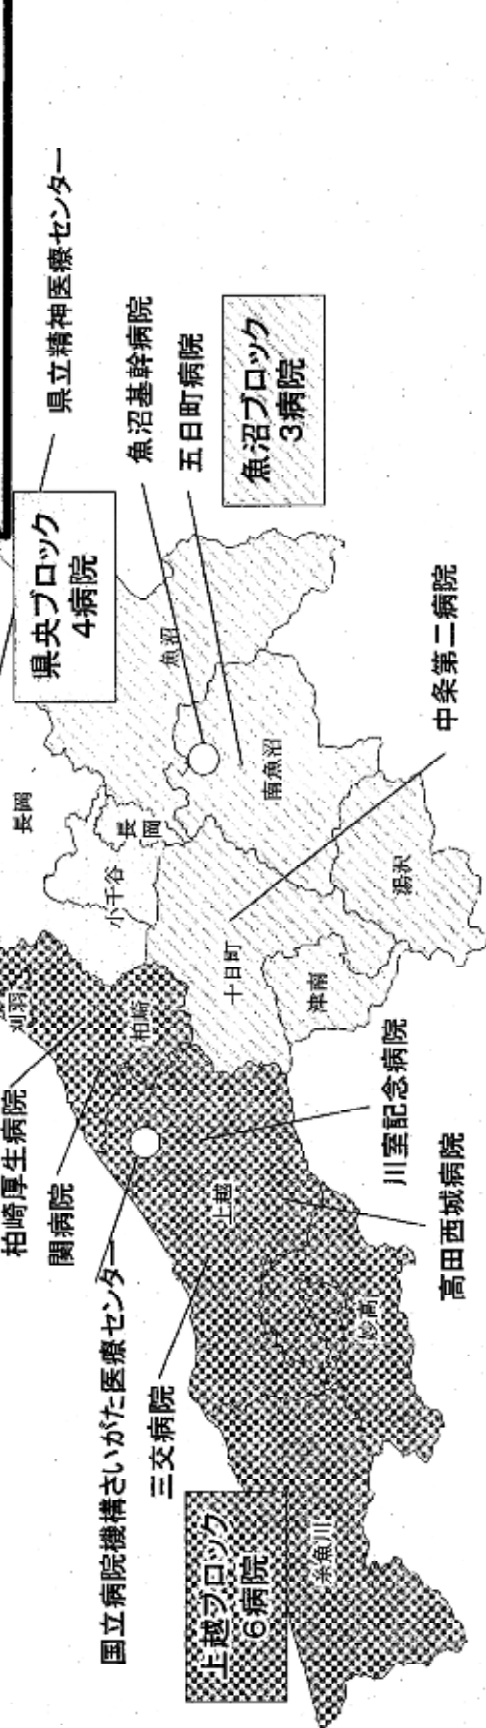 県立精神医療センター
県央ブロック
4病院
魚沼基幹病院
五日町病院
魚沼ブロック
3病院
魚沼
長岡
長岡
小千谷
南魚沼
中条第二病院
十日町
湯沢
津南
刈羽
柏崎
柏崎厚生病院
関病院
国立病院機構さいがた医療センター
三交病院
上越
川室記念病院
高田西城病院
妙高
上越ブロック
6病院
糸魚川